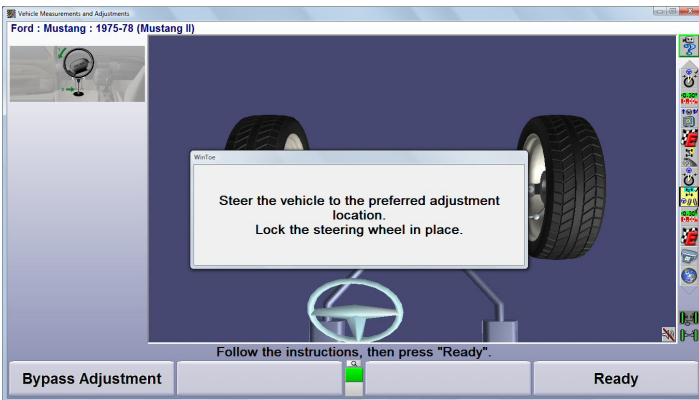 Vehicle Measurements and Adjustments
Ford : Mustang : 1975-78 (Mustang II)
WinToe
Steer the vehicle to the preferred adjustment
location.
Lock the steering wheel in place.
Follow the instructions, then press "Ready".
Bypass Adjustment
Ready